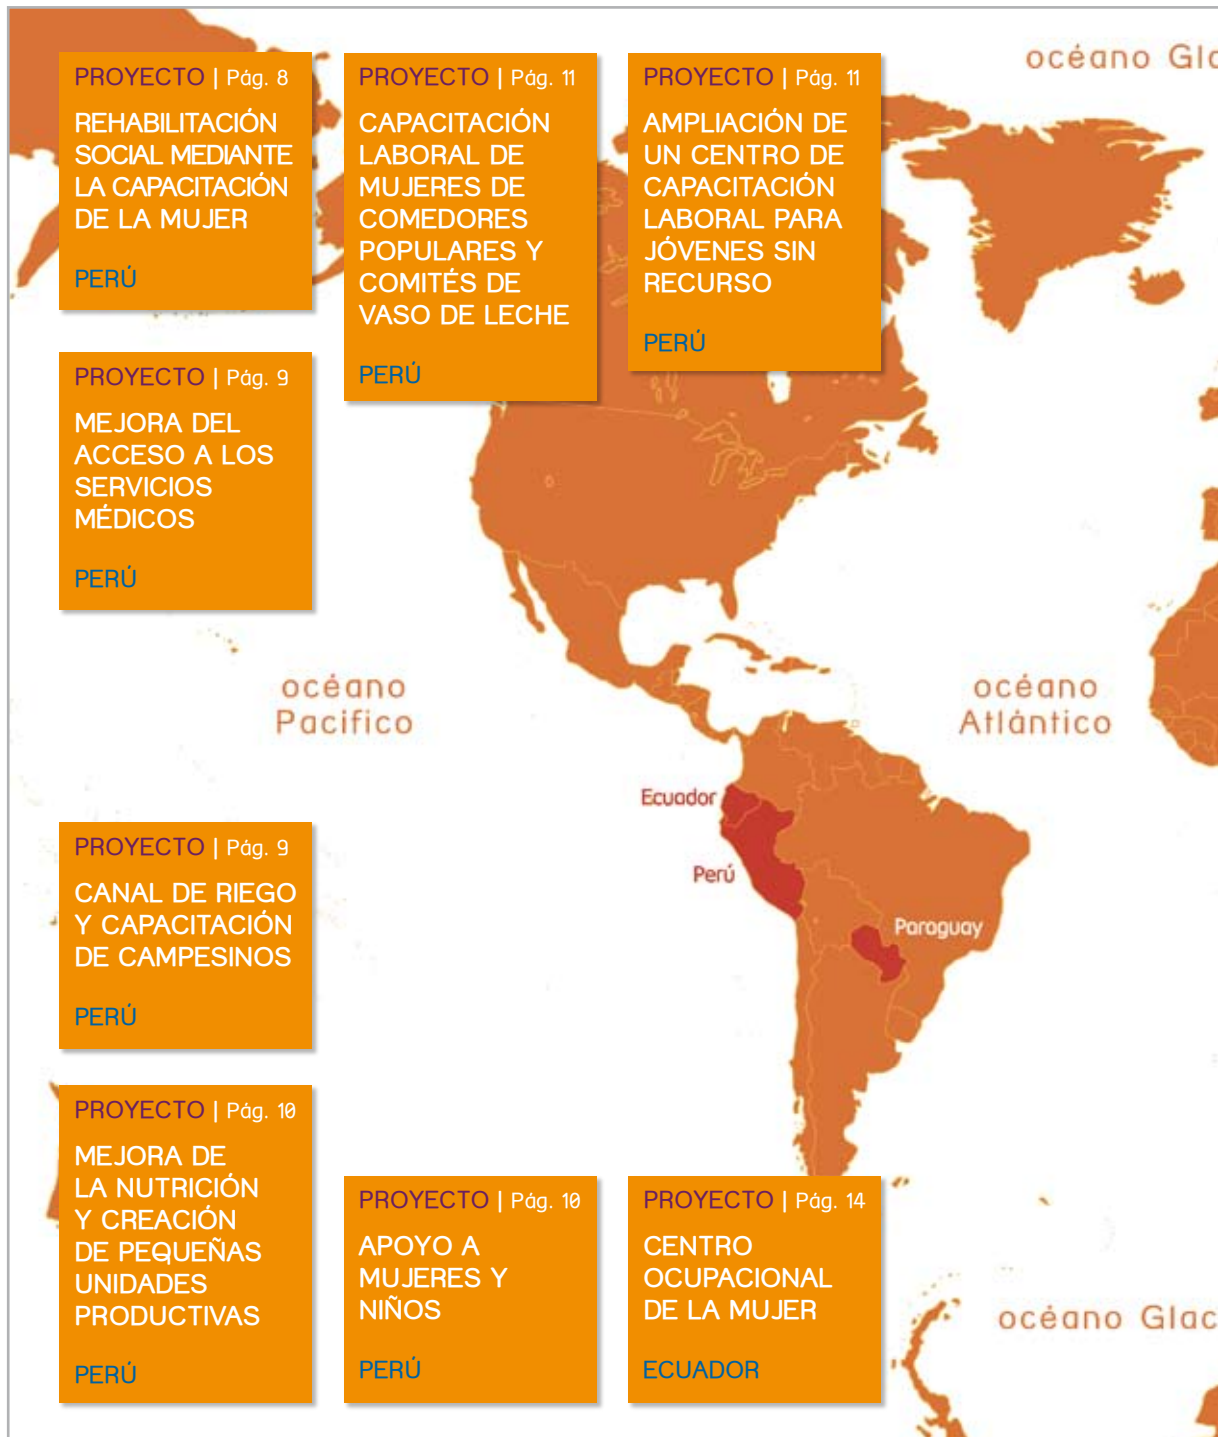 PROYECTO | Pág. 8
REHABILITACIÓN
SOCIAL MEDIANTE
LA CAPACITACIÓN
DE LA MUJER
PERÚ
PROYECTO | Pág. 11
CAPACITACIÓN
LABORAL DE
MUJERES DE
COMEDORES
POPULARES Y
COMITÉS DE
VASO DE LECHE
PERÚ
PROYECTO | Pág. 11
AMPLIACIÓN DE
UN CENTRO DE
CAPACITACIÓN
LABORAL PARA
JÓVENES SIN
RECURSO
PERÚ
océano Glc
PROYECTO | Pág. 9
MEJORA DEL
ACCESO A LOS
SERVICIOS
MÉDICOS
PERÚ
océano
Pacífico
océano
Atlántico
Ecuador
Perú
Paraguay
PROYECTO | Pág. 9
CANAL DE RIEGO
Y CAPACITACIÓN
DE CAMPESINOS
PERÚ
PROYECTO | Pág. 10
MEJORA DE
LA NUTRICIÓN
Y CREACIÓN
DE PEQUEÑAS
UNIDADES
PRODUCTIVAS
PERÚ
PROYECTO | Pág. 10
APOYO A
MUJERES Y
NIÑOS
PERÚ
PROYECTO | Pág. 14
CENTRO
OCUPACIONAL
DE LA MUJER
ECUADOR
océano Glac